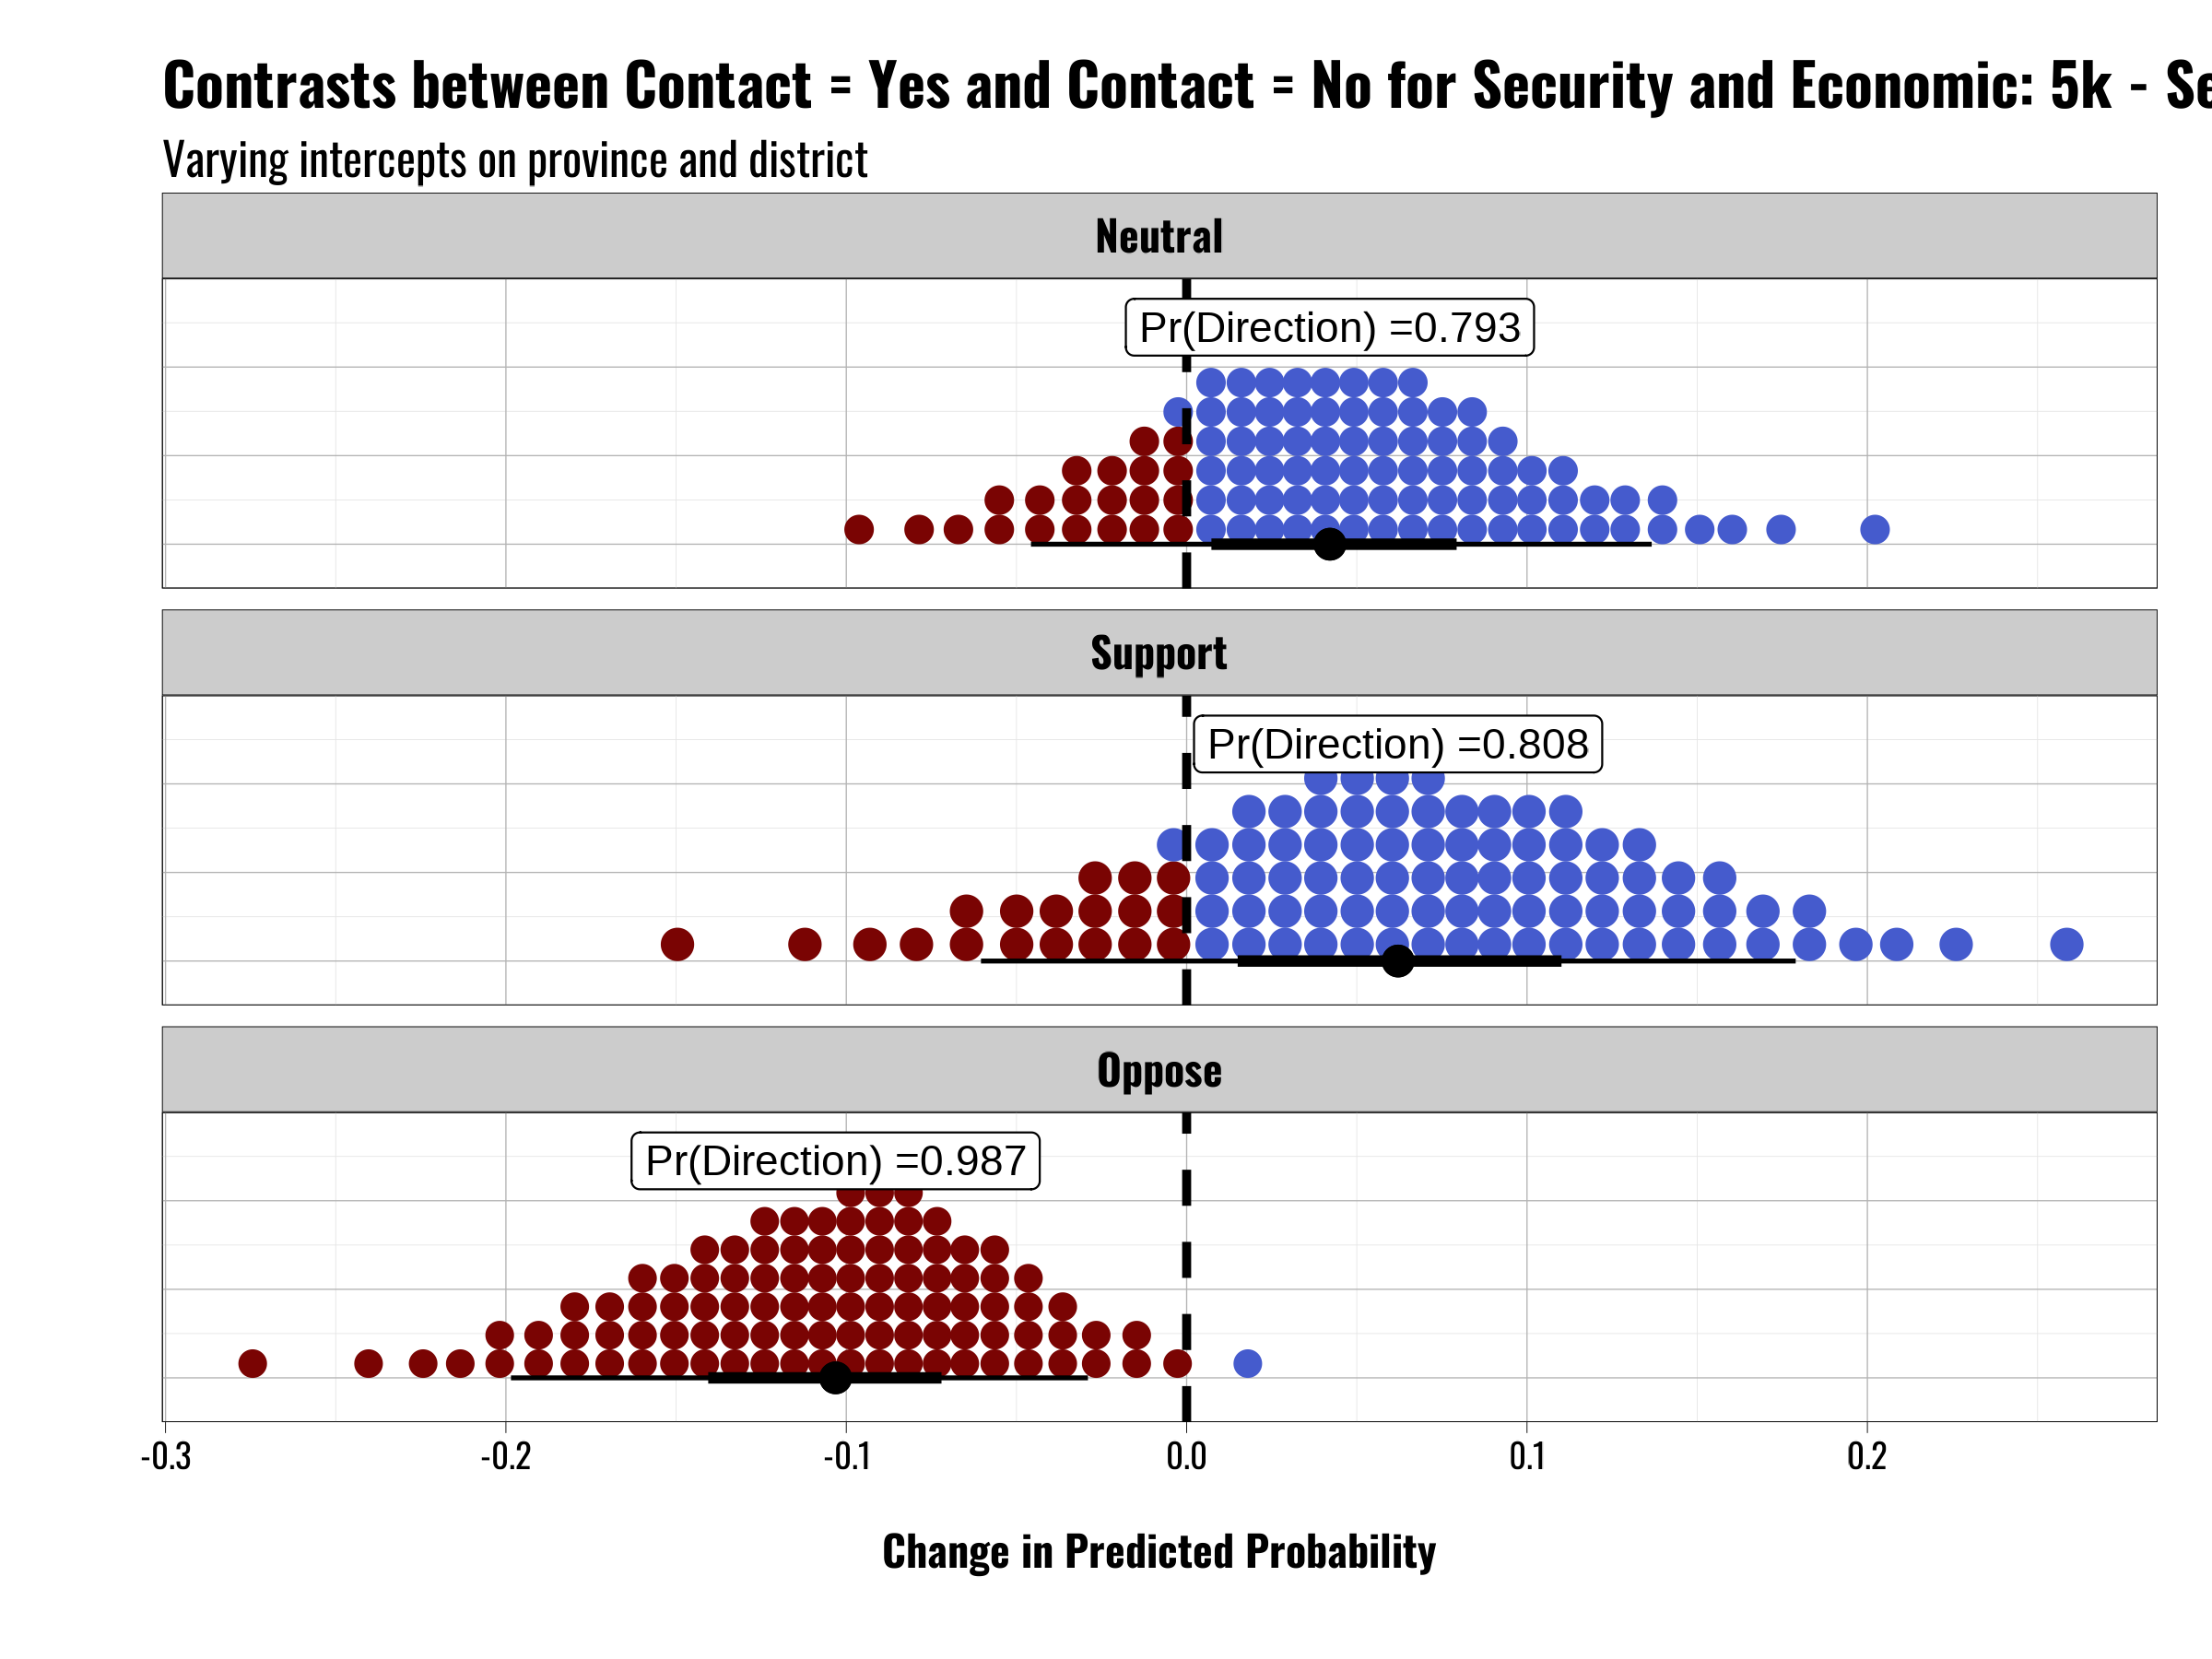 Contrasts between Contact = Yes and Contact = No for Security and Economic: 5k -
Varying intercepts on province and district
Neutral
Pr(Direction) =0.793
Support
Pr(Direction) =0.808
Oppose
Pr(Direction) =0.987
-0.3 -0.2 -0.1 0.0 0.1 0.2
Change in Predicted Probability